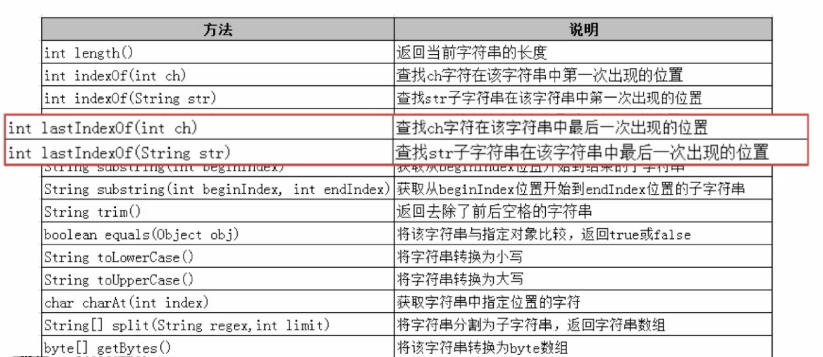 方法 说明
int length() 返回当前字符串的长度
int indexOf(int ch) 查找ch字符在该字符串中第一次出现的位置
int indexOf(String str) 查找str子字符串在该字符串中第一次出现的位置
int lastIndexOf(int ch) 查找ch字符在该字符串中最后一次出现的位置
int lastIndexOf(String str) 查找str子字符串在该字符串中最后一次出现的位置
String substring(int beginIndex) 获取从beginIndex位置开始到结束的子字符串
String substring(int beginIndex, int endIndex) 获取从beginIndex位置开始到endIndex位置的子字符串
String trim() 返回去除了前后空格的字符串
boolean equals(Object obj) 将该字符串与指定对象比较，返回true或false
String toLowerCase() 将字符串转换为小写
String toUpperCase() 将字符串转换为大写
char charAt(int index) 获取字符串中指定位置的字符
String[] split(String regex,int limit) 将字符串分割为子字符串，返回字符串数组
byte[] getBytes() 将该字符串转换为byte数组